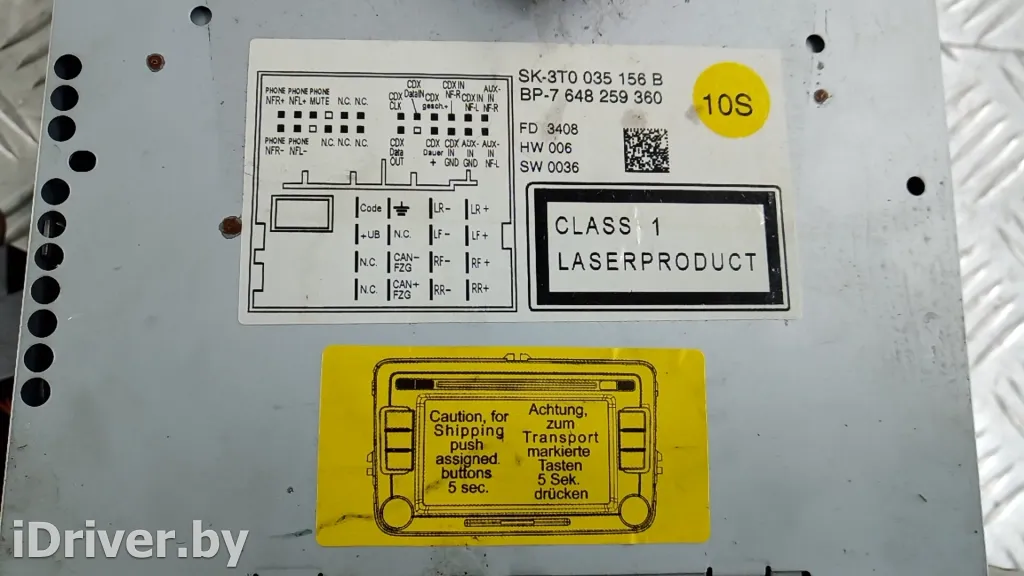 SK-3T0 035 156 B
BP-7 648 259 360
10S
FD 3408
HW 006
SW 0036
CLASS 1
LASERPRODUCT
CDX CDX IN AUX-
PHONE PHONE PHONE CDX DataIN CDX NF-R CDX IN IN
NFR+ NFL+ MUTE N.C. N.C. CLK gesch.+ NF-L NF-R
PHONE PHONE N.C. N.C. N.C. CDX CDX CDX AUX- AUX-
NFR- NFL- Data Dauer IN IN IN
OUT + GND GND NF-L
Code LR- LR+
+UB N.C. LF- LF+
N.C. CAN- RF- RF+
FZG
N.C. CAN+ RR- RR+
FZG
Caution, for
Shipping
push
assigned
buttons
5 sec.
Achtung,
zum
Transport
markierte
Tasten
5 Sek.
drücken
iDriver.by